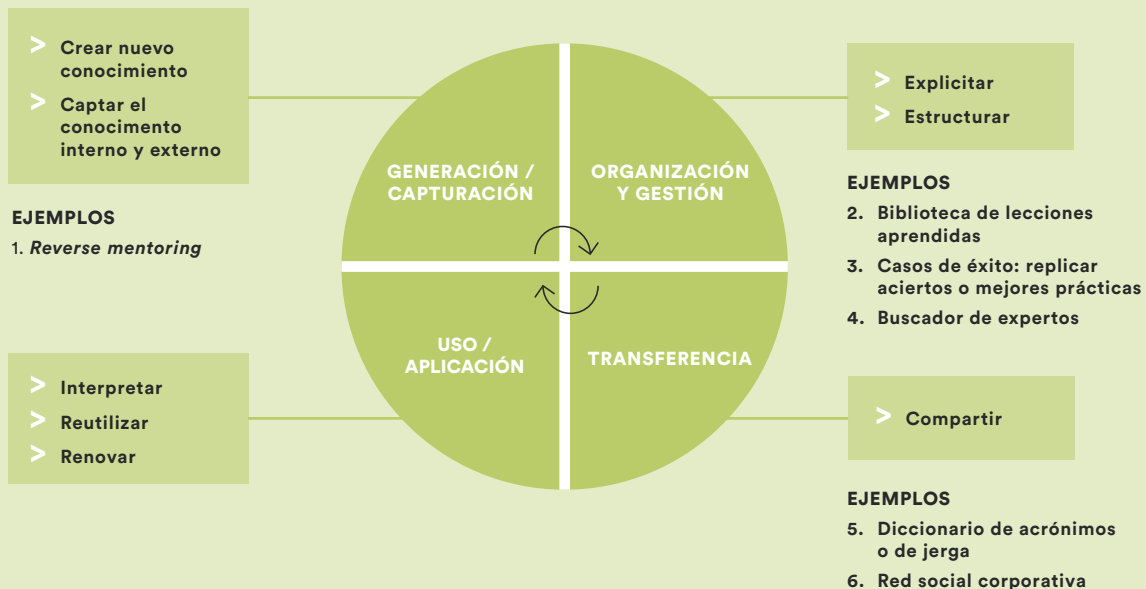 > Crear nuevo
conocimiento
> Captar el
conocimento
interno y externo
EJEMPLOS
1. Reverse mentoring
GENERACIÓN /
CAPTURACIÓN
ORGANIZACIÓN
Y GESTIÓN
> Explicitar
> Estructurar
EJEMPLOS
2. Biblioteca de lecciones
aprendidas
3. Casos de éxito: replicar
aciertos o mejores prácticas
4. Buscador de expertos
USO /
APLICACIÓN
TRANSFERENCIA
> Interpretar
> Reutilizar
> Renovar
> Compartir
EJEMPLOS
5. Diccionario de acrónimos
o de jerga
6. Red social corporativa